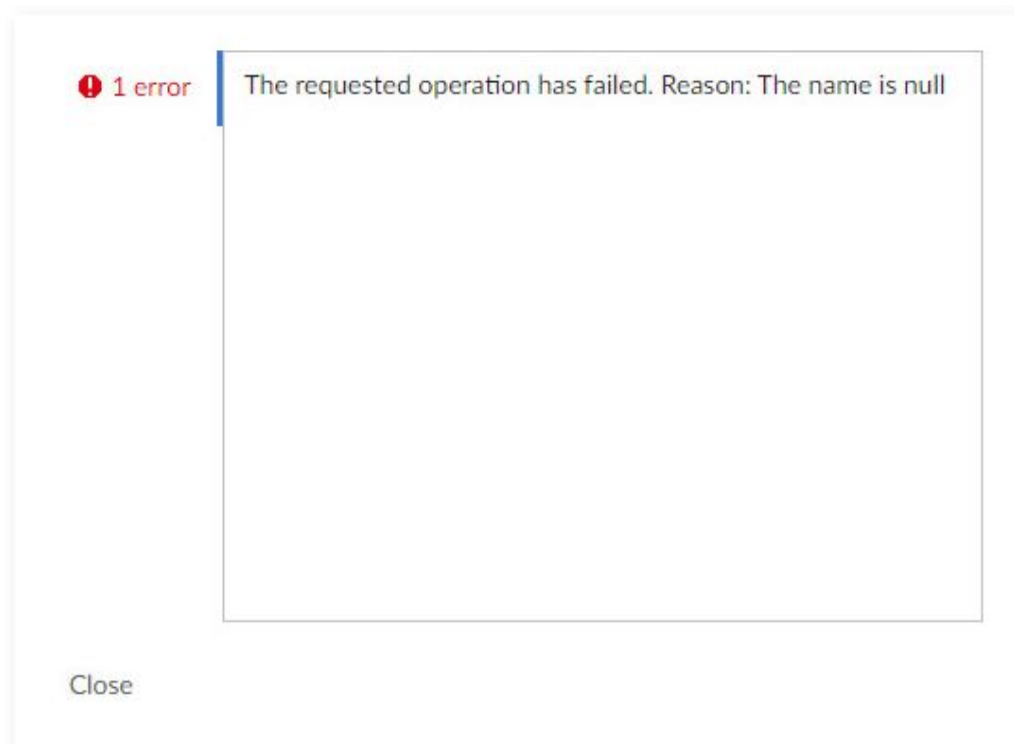 1 error
The requested operation has failed. Reason: The name is null
Close